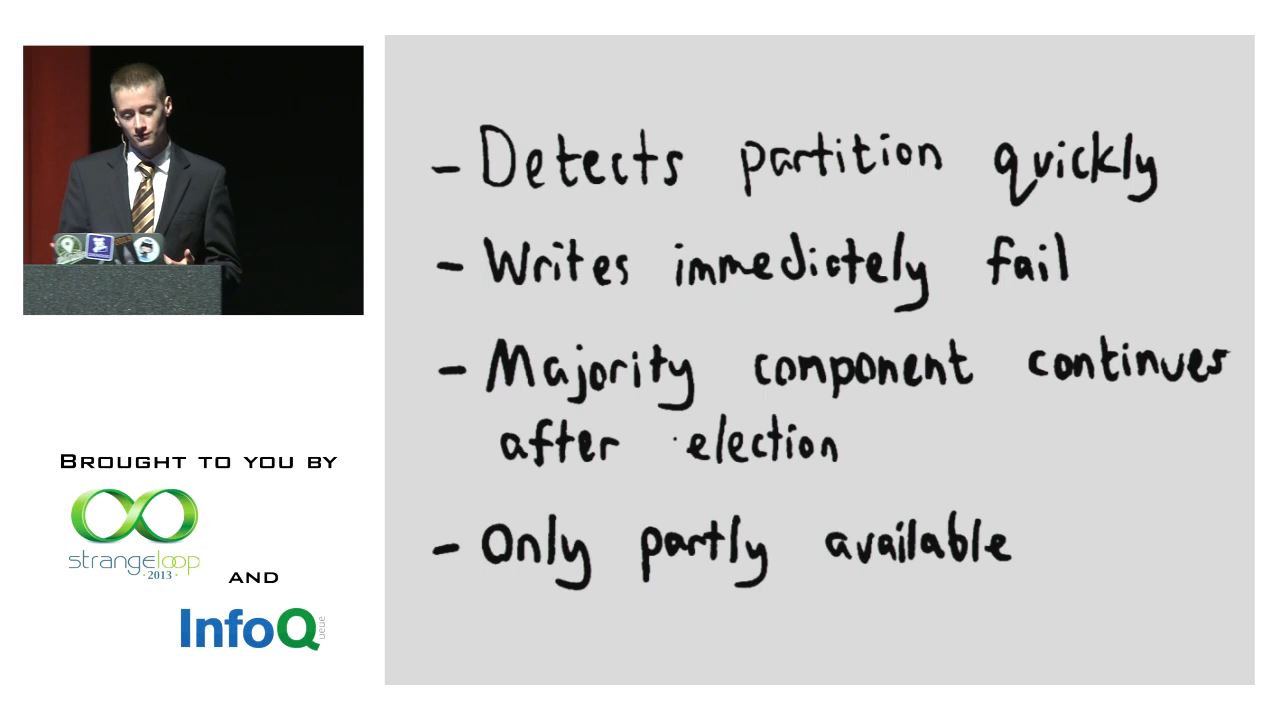 - Detects partition quickly
- Writes immediately fail
- Majority component continues
after election
- Only partly available
BROUGHT TO YOU BY
strangeloop
· 2013 ·
AND
InfoQ